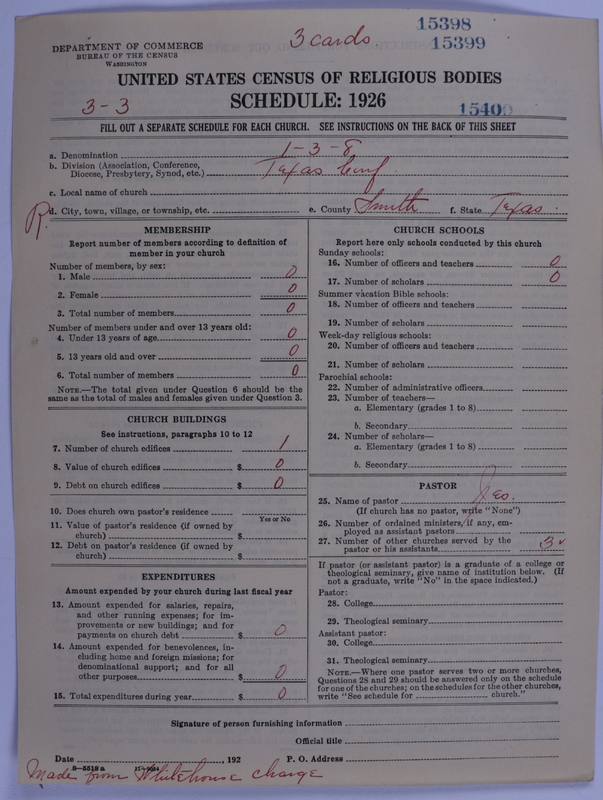 15398
3 cards
15399
DEPARTMENT OF COMMERCE
BUREAU OF THE CENSUS
WASHINGTON
UNITED STATES CENSUS OF RELIGIOUS BODIES
3-3
SCHEDULE: 1926
15400
FILL OUT A SEPARATE SCHEDULE FOR EACH CHURCH. SEE INSTRUCTIONS ON THE BACK OF THIS SHEET
a. Denomination 1-3-8
b. Division (Association, Conference,
Diocese, Presbytery, Synod, etc.) Texas Conf.
c. Local name of church
R d. City, town, village, or township, etc. e. County Smith f. State Texas
MEMBERSHIP
Report number of members according to definition of
member in your church
Number of members, by sex:
1. Male 0
2. Female 0
3. Total number of members 0
Number of members under and over 13 years old:
4. Under 13 years of age 0
5. 13 years old and over 0
6. Total number of members 0
NOTE.—The total given under Question 6 should be the
same as the total of males and females given under Question 3.
CHURCH BUILDINGS
See instructions, paragraphs 10 to 12
7. Number of church edifices 1
8. Value of church edifices $ 0
9. Debt on church edifices $ 0
10. Does church own pastor's residence
Yes or No
11. Value of pastor's residence (if owned by
church) $
12. Debt on pastor's residence (if owned by
church) $
EXPENDITURES
Amount expended by your church during last fiscal year
13. Amount expended for salaries, repairs,
and other running expenses; for im-
provements or new buildings; and for
payments on church debt $ 0
14. Amount expended for benevolences, in-
cluding home and foreign missions; for
denominational support; and for all
other purposes $ 0
15. Total expenditures during year $ 0
CHURCH SCHOOLS
Report here only schools conducted by this church
Sunday schools:
16. Number of officers and teachers 0
17. Number of scholars 0
Summer vacation Bible schools:
18. Number of officers and teachers
19. Number of scholars
Week-day religious schools:
20. Number of officers and teachers
21. Number of scholars
Parochial schools:
22. Number of administrative officers
23. Number of teachers—
a. Elementary (grades 1 to 8)
b. Secondary
24. Number of scholars—
a. Elementary (grades 1 to 8)
b. Secondary
PASTOR
25. Name of pastor Yes.
(If church has no pastor, write "None")
26. Number of ordained ministers, if any, em-
ployed as assistant pastors
27. Number of other churches served by the
pastor or his assistants 3 ✓
If pastor (or assistant pastor) is a graduate of a college or
theological seminary, give name of institution below. (If
not a graduate, write "No" in the space indicated.)
Pastor:
28. College
29. Theological seminary
Assistant pastor:
30. College
31. Theological seminary
NOTE.—Where one pastor serves two or more churches,
Questions 28 and 29 should be answered only on the schedule
for one of the churches; on the schedules for the other churches,
write "See schedule for church."
Signature of person furnishing information
Official title
Date , 192 P. O. Address
8—5519 a
Made from Whitehouse charge